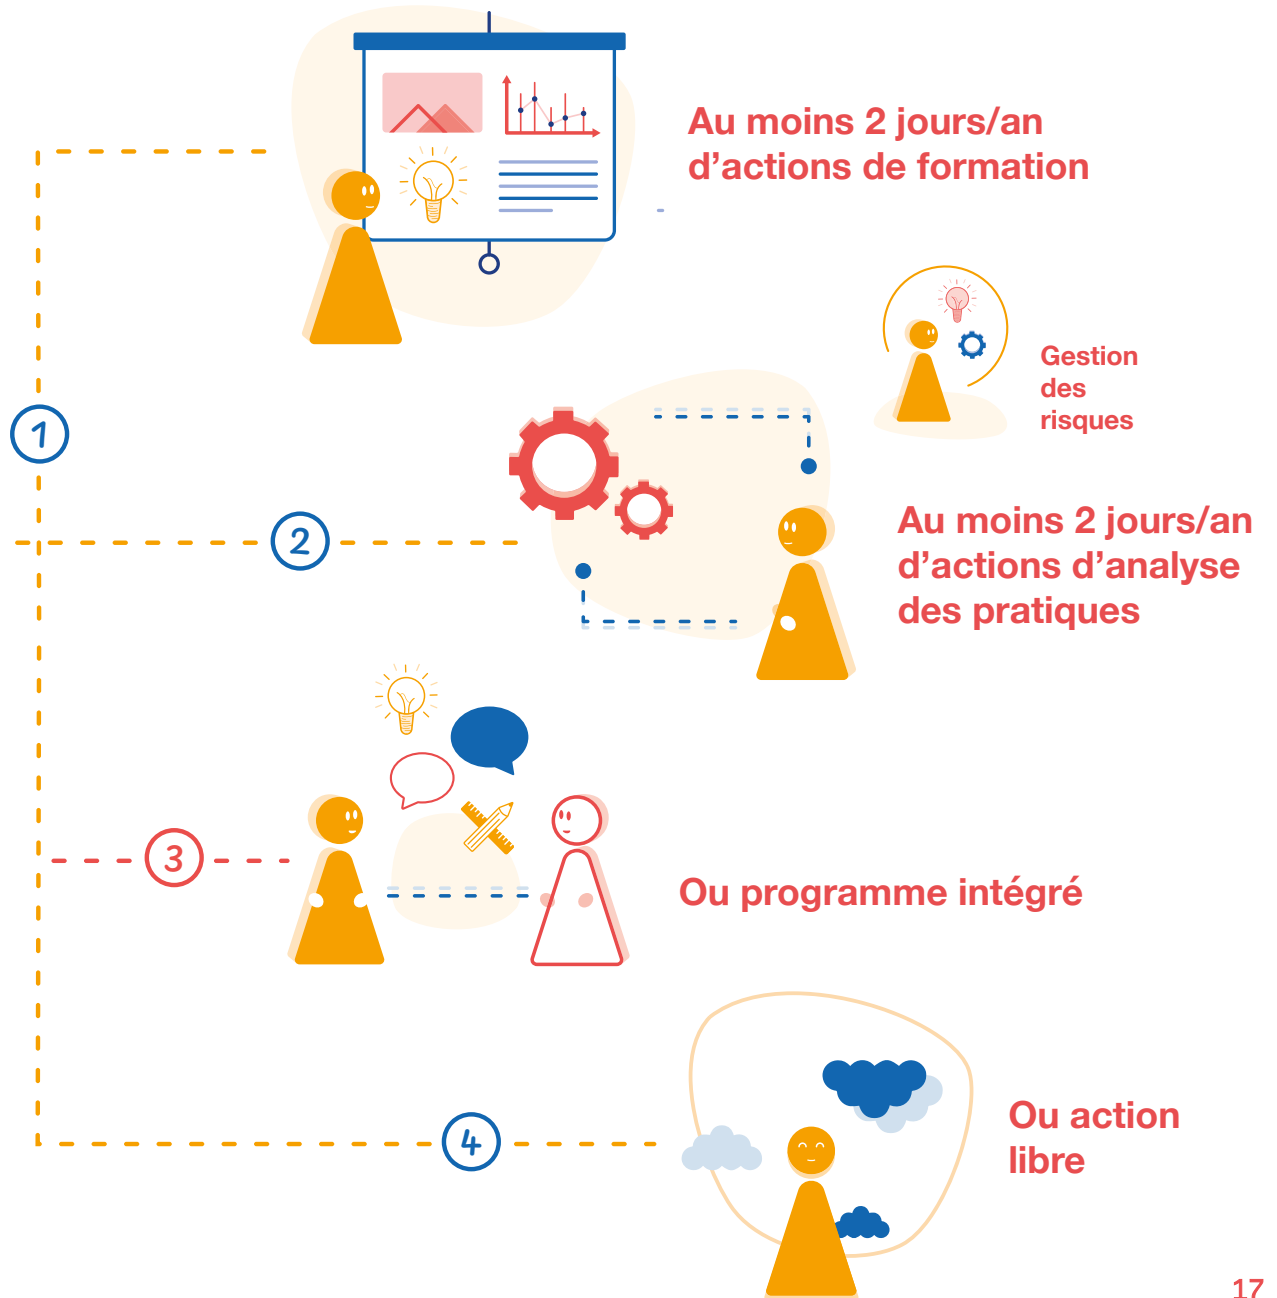 Au moins 2 jours/an
d’actions de formation
Gestion
des
risques
1
2
Au moins 2 jours/an
d’actions d’analyse
des pratiques
3
Ou programme intégré
4
Ou action
libre
17